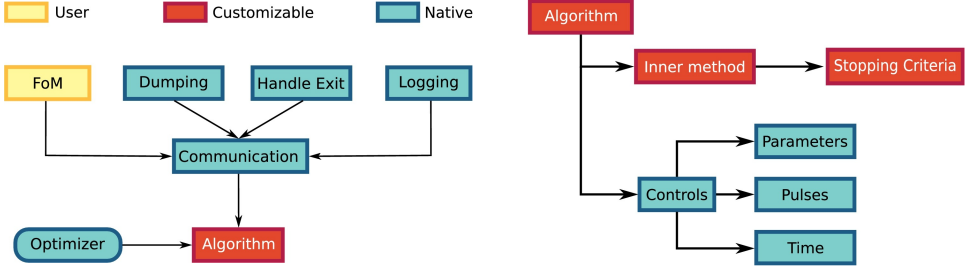 User
Customizable
Native
FoM
Dumping
Handle Exit
Logging
Communication
Optimizer
Algorithm
Algorithm
Inner method
Stopping Criteria
Parameters
Controls
Pulses
Time